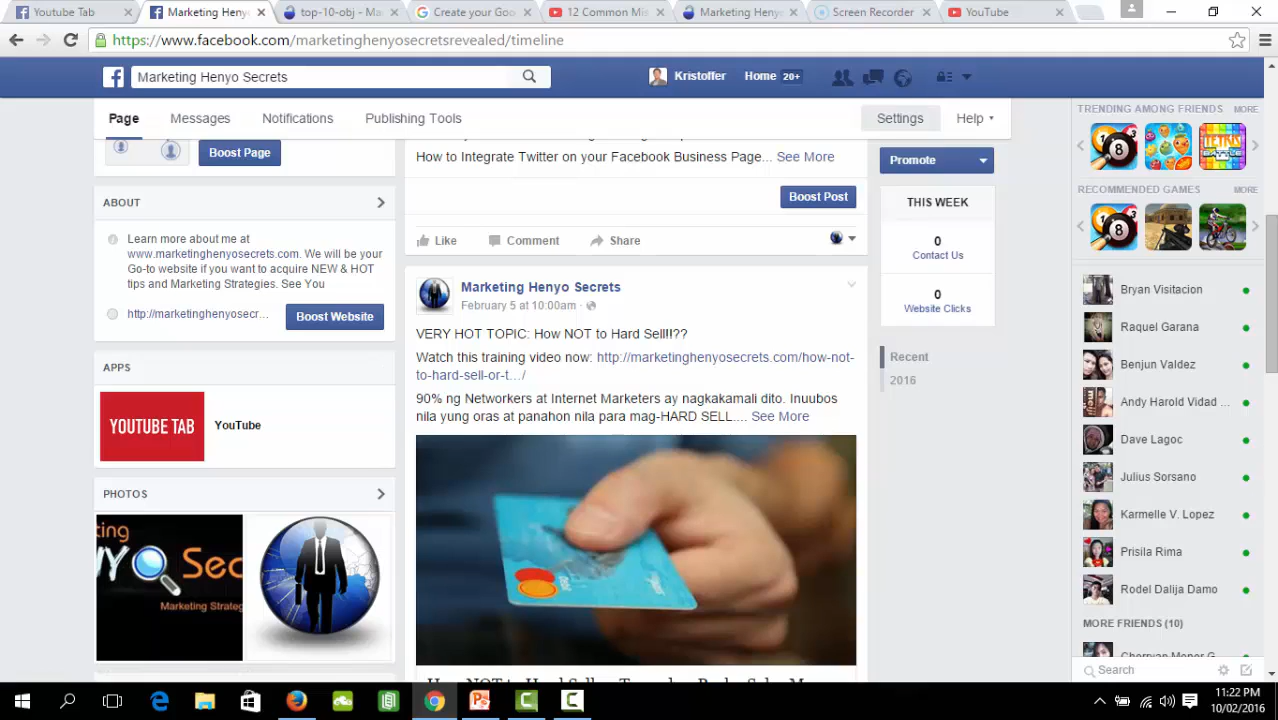 Youtube Tab
Marketing Heny
top-10-obj - Ma
Create your Goo
12 Common Mis
Marketing Henyo
Screen Recorder
YouTube
https://www.facebook.com/marketinghenyosecretsrevealed/timeline
Marketing Henyo Secrets
Kristoffer
Home 20+
Page
Messages
Notifications
Publishing Tools
Settings
Help
Boost Page
How to Integrate Twitter on your Facebook Business Page... See More
Boost Post
Like
Comment
Share
Promote
THIS WEEK
0
Contact Us
0
Website Clicks
Recent
2016
ABOUT
Learn more about me at
www.marketinghenyosecrets.com. We will be your
Go-to website if you want to acquire NEW & HOT
tips and Marketing Strategies. See You
http://marketinghenyosecr...
Boost Website
APPS
YOUTUBE TAB
YouTube
PHOTOS
ting
Sec
Marketing Strate
Marketing Henyo Secrets
February 5 at 10:00am
VERY HOT TOPIC: How NOT to Hard Sell!!??
Watch this training video now: http://marketinghenyosecrets.com/how-not-
to-hard-sell-or-t.../
90% ng Networkers at Internet Marketers ay nagkakamali dito. Inuubos
nila yung oras at panahon nila para mag-HARD SELL.... See More
TRENDING AMONG FRIENDS
MORE
RECOMMENDED GAMES
MORE
Bryan Visitacion
Raquel Garana
Benjun Valdez
Andy Harold Vidad ...
Dave Lagoc
Julius Sorsano
Karmelle V. Lopez
Prisila Rima
Rodel Dalija Damo
MORE FRIENDS (10)
Search
11:22 PM
10/02/2016